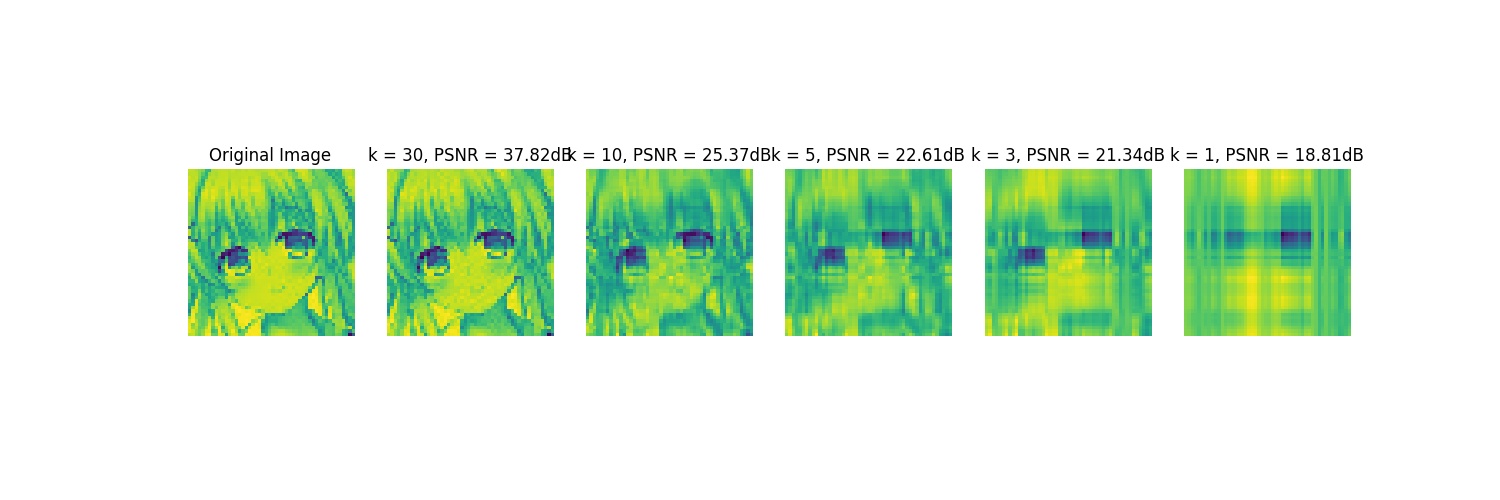 Original Image
k = 30, PSNR = 37.82dB
k = 10, PSNR = 25.37dB
k = 5, PSNR = 22.61dB
k = 3, PSNR = 21.34dB
k = 1, PSNR = 18.81dB